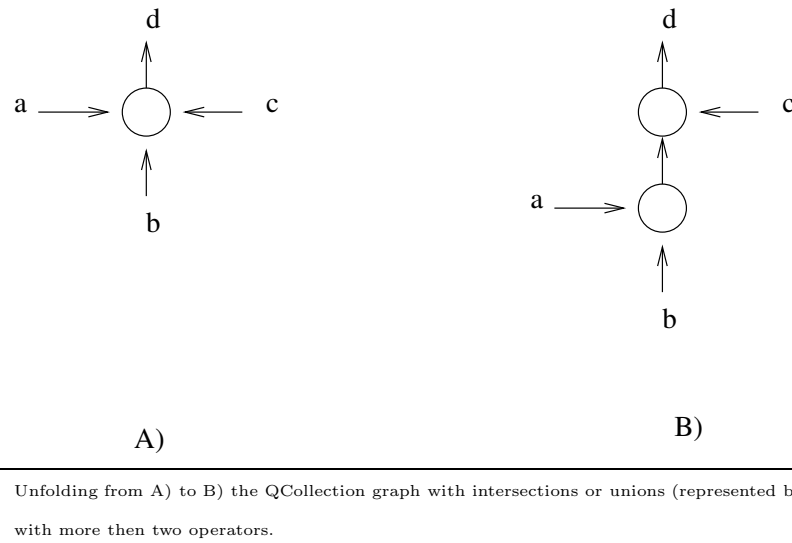 d
d
a
c
c
b
a
b
A)
B)
Unfolding from A) to B) the QCollection graph with intersections or unions (represented b
with more then two operators.